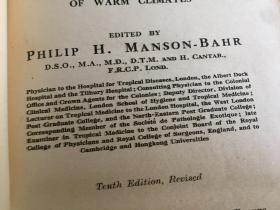 OF WARM CLIMATES
EDITED BY
PHILIP H. MANSON-BAHR
D.S.O., M.A., M.D., D.T.M. AND H. CANTAB.,
F.R.C.P. LOND.
Physician to the Hospital for Tropical Diseases, London, the Albert Dock
Hospital and the Tilbury Hospital; Consulting Physician to the Colonial
Office and Crown Agents for the Colonies; Deputy Director, Division of
Clinical Medicine, London School of Hygiene and Tropical Medicine;
Lecturer on Tropical Medicine to the London Hospital, the West London
Post Graduate College, and the North-Eastern Post Graduate College;
Corresponding Member of the Société de Pathologie Exotique; late
Examiner in Tropical Medicine to the Conjoint Board of the Royal
College of Physicians and Royal College of Surgeons, England, and to
Cambridge and Hongkong Universities
Tenth Edition, Revised